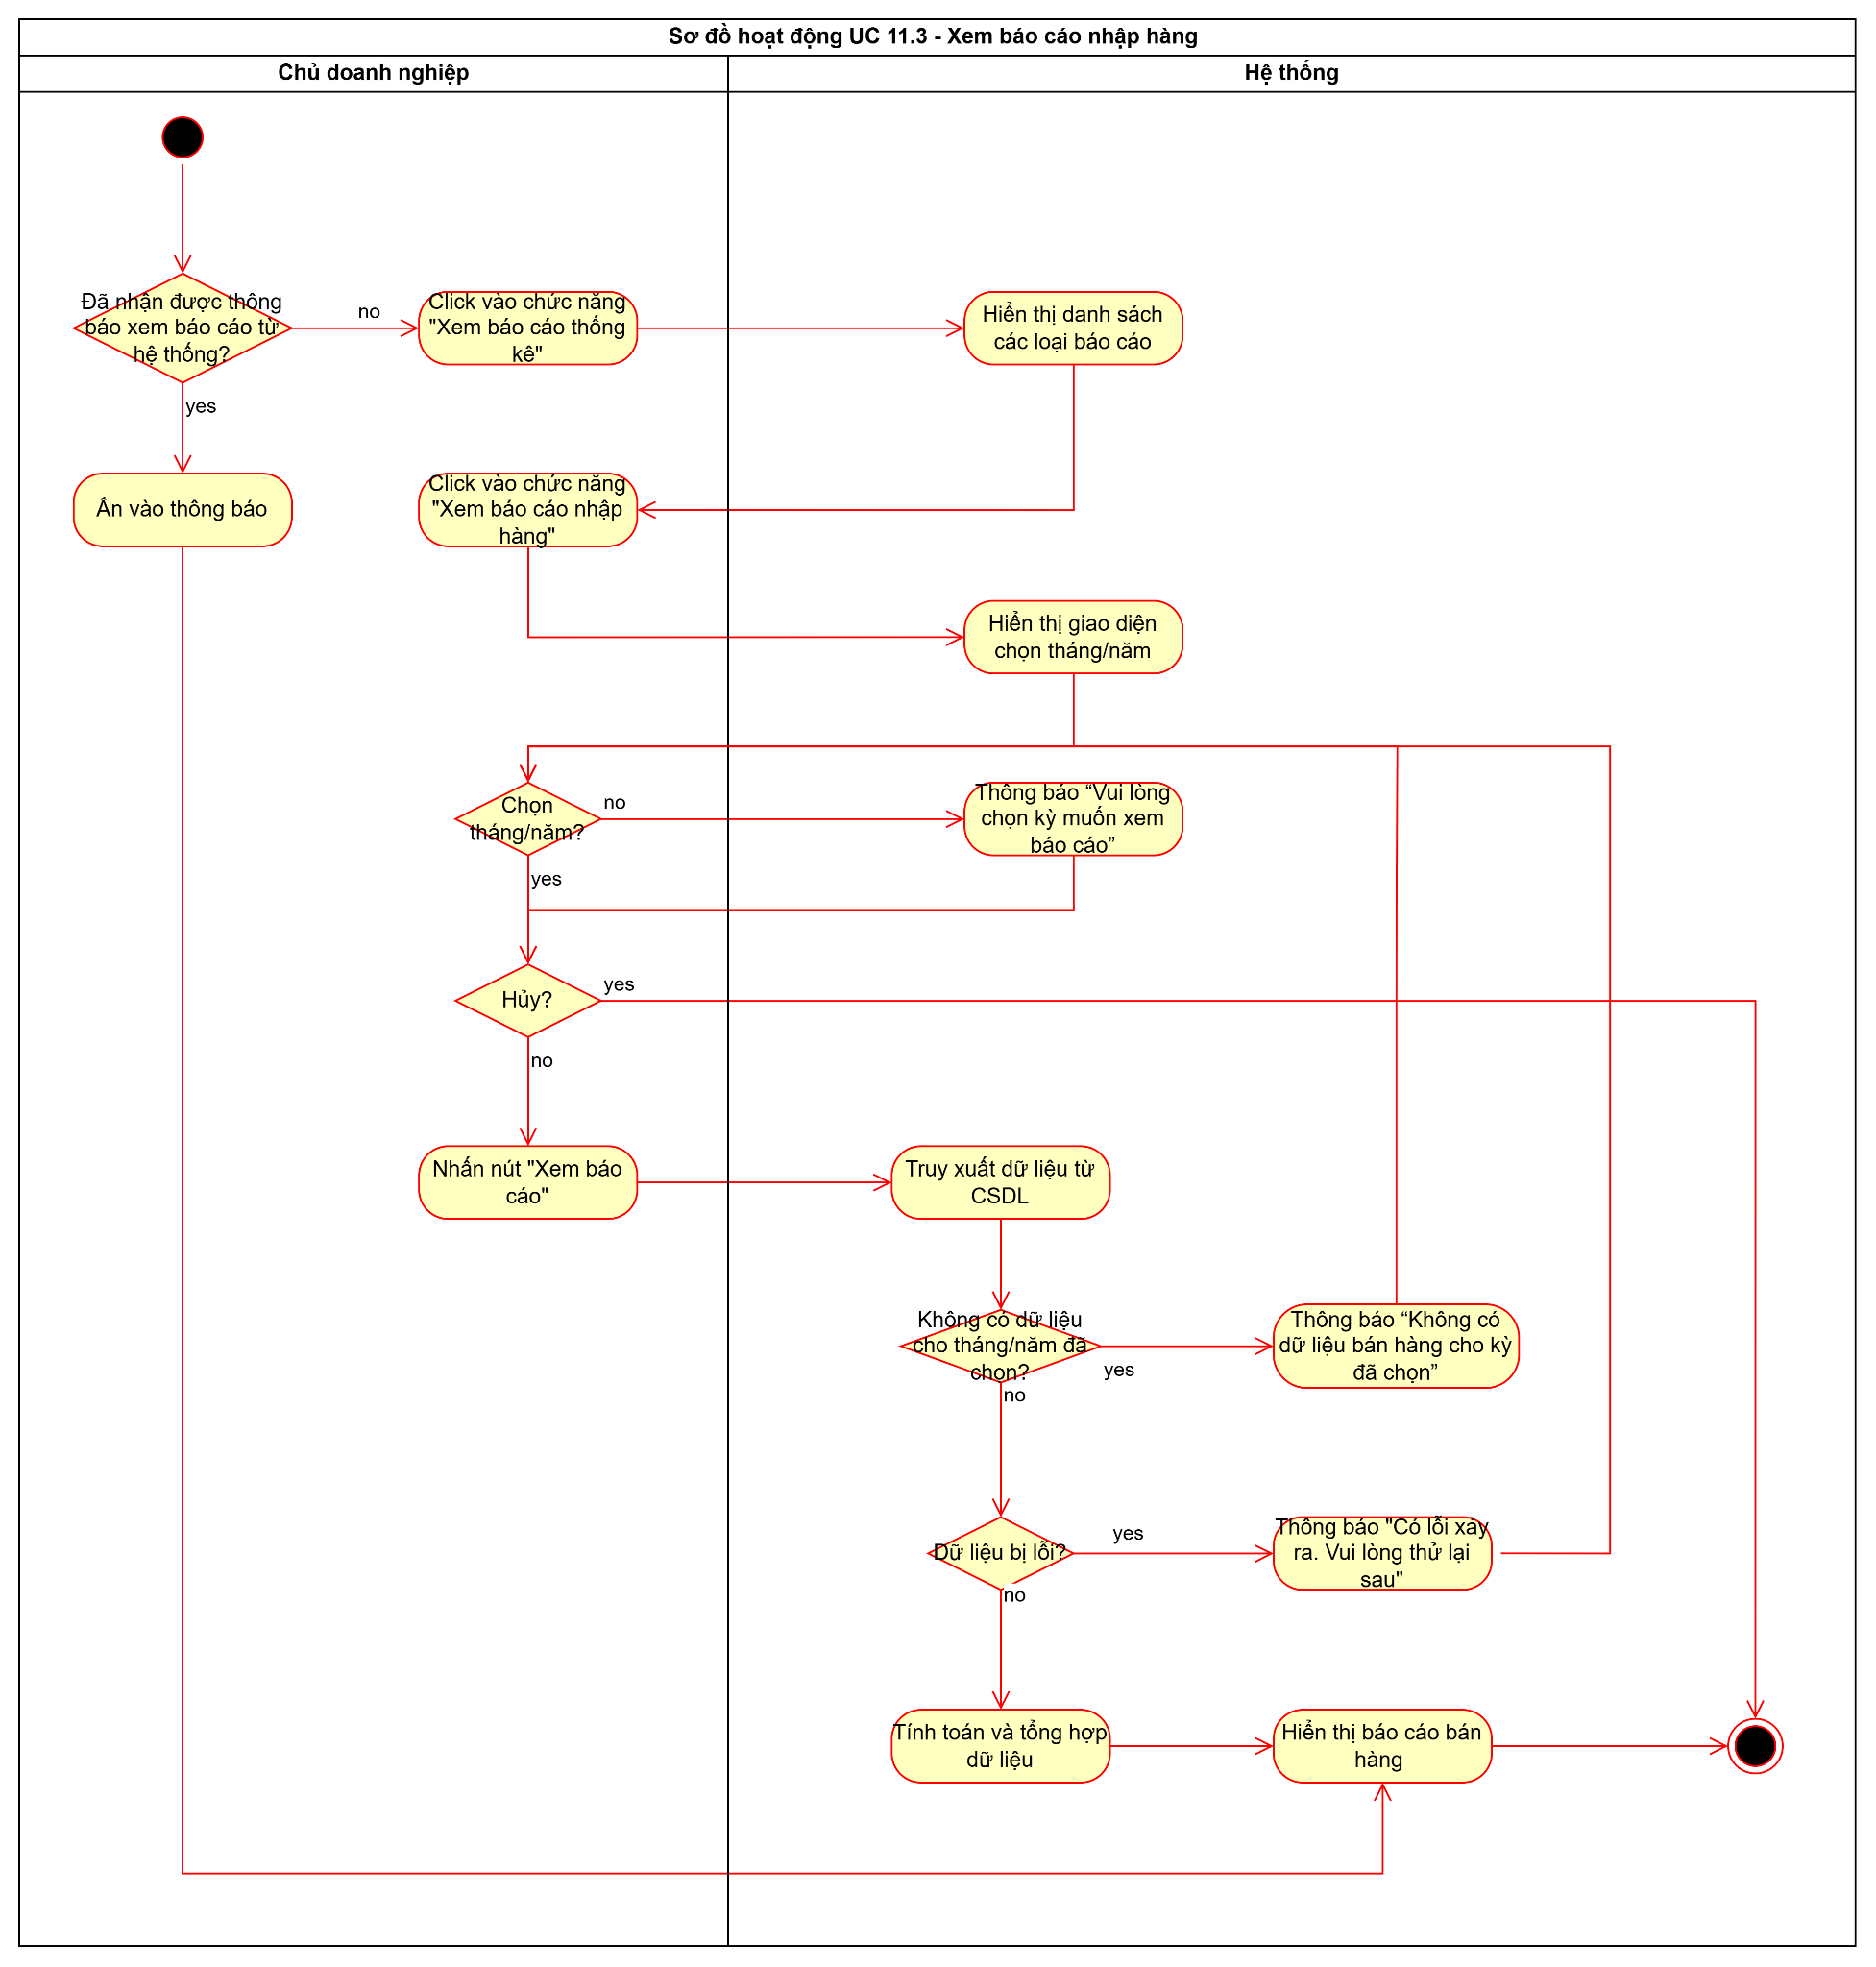 Sơ đồ hoạt động UC 11.3 - Xem báo cáo nhập hàng
Chủ doanh nghiệp
Hệ thống
Đã nhận được thông
báo xem báo cáo từ
hệ thống?
no
Click vào chức năng
"Xem báo cáo thống
kê"
Hiển thị danh sách
các loại báo cáo
yes
Ấn vào thông báo
Click vào chức năng
"Xem báo cáo nhập
hàng"
Hiển thị giao diện
chọn tháng/năm
Chọn
tháng/năm?
no
Thông báo “Vui lòng
chọn kỳ muốn xem
báo cáo”
yes
Hủy?
yes
no
Nhấn nút "Xem báo
cáo"
Truy xuất dữ liệu từ
CSDL
Không có dữ liệu
cho tháng/năm đã
chọn?
yes
Thông báo “Không có
dữ liệu bán hàng cho kỳ
đã chọn”
no
Dữ liệu bị lỗi?
yes
Thông báo "Có lỗi xảy
ra. Vui lòng thử lại
sau"
no
Tính toán và tổng hợp
dữ liệu
Hiển thị báo cáo bán
hàng